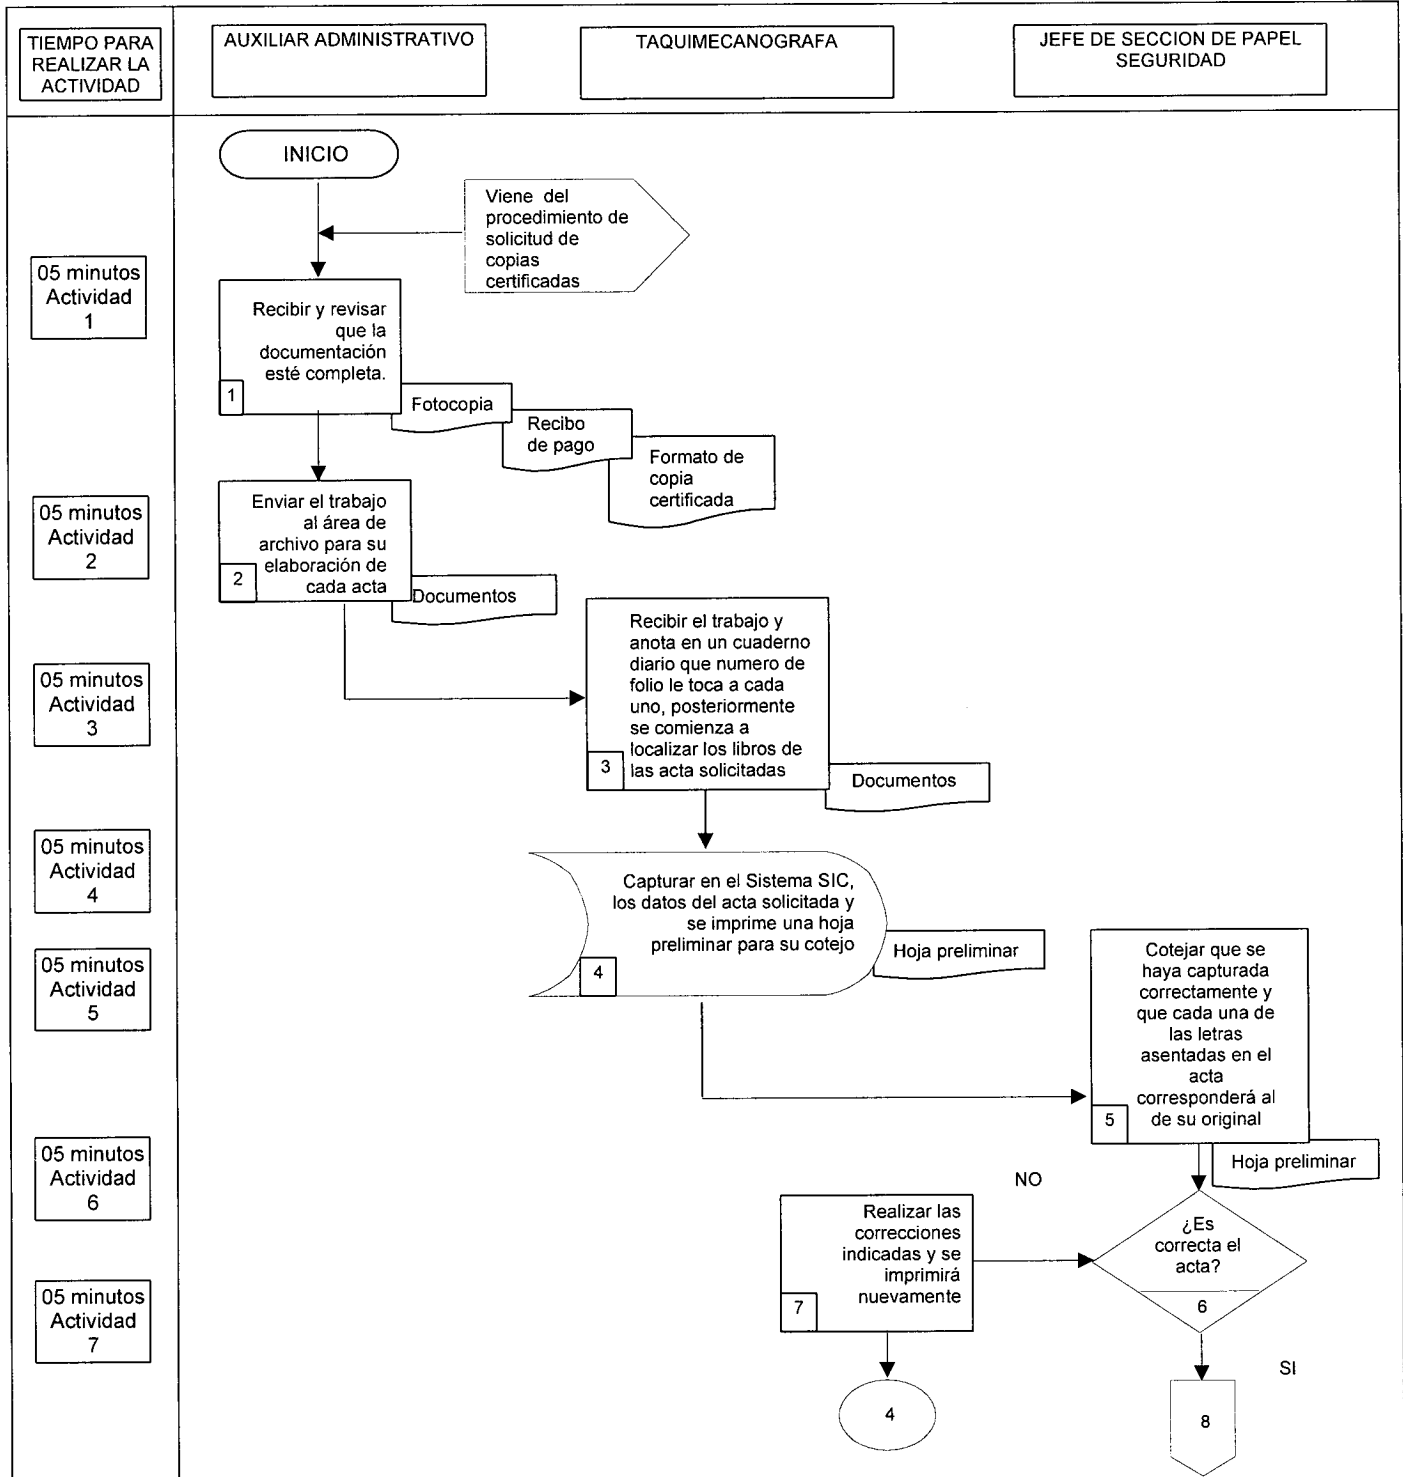 TIEMPO PARA
REALIZAR LA
ACTIVIDAD
AUXILIAR ADMINISTRATIVO
TAQUIMECANOGRAFA
JEFE DE SECCION DE PAPEL
SEGURIDAD
INICIO
Viene del
procedimiento de
solicitud de
copias
certificadas
05 minutos
Actividad
1
Recibir y revisar
que la
documentación
esté completa.
1
Fotocopia
Recibo
de pago
Formato de
copia
certificada
05 minutos
Actividad
2
Enviar el trabajo
al área de
archivo para su
elaboración de
cada acta
2
Documentos
05 minutos
Actividad
3
Recibir el trabajo y
anota en un cuaderno
diario que numero de
folio le toca a cada
uno, posteriormente
se comienza a
localizar los libros de
las acta solicitadas
3
Documentos
05 minutos
Actividad
4
Capturar en el Sistema SIC,
los datos del acta solicitada y
se imprime una hoja
preliminar para su cotejo
4
Hoja preliminar
05 minutos
Actividad
5
Cotejar que se
haya capturada
correctamente y
que cada una de
las letras
asentadas en el
acta
corresponderá al
de su original
5
Hoja preliminar
05 minutos
Actividad
6
NO
¿Es
correcta el
acta?
6
Realizar las
correcciones
indicadas y se
imprimirá
nuevamente
7
05 minutos
Actividad
7
SI
4
8